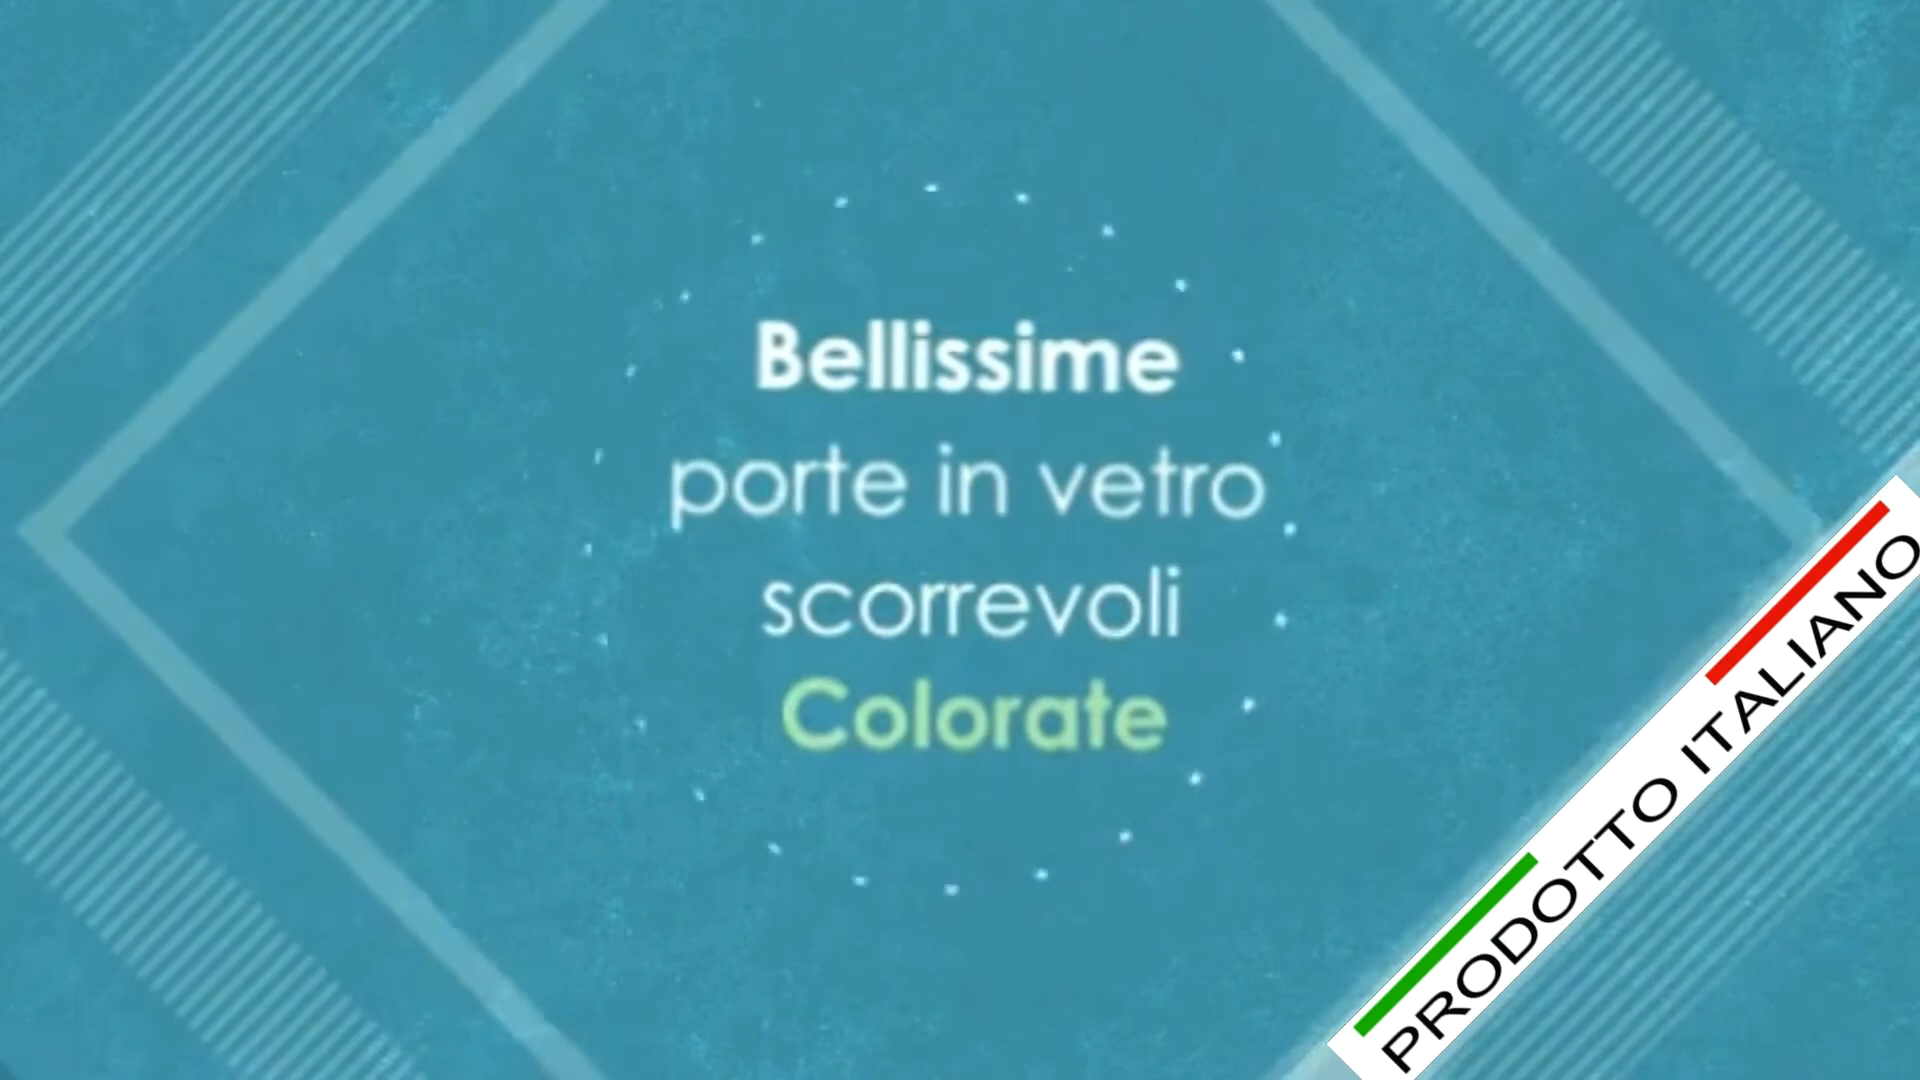 Bellissime
porte in vetro
scorrevoli
Colorate
PRODOTTO ITALIANO